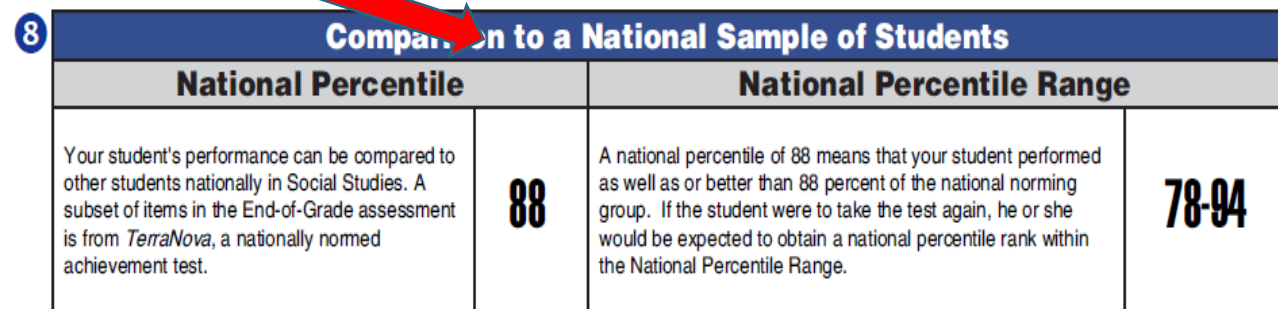 8
Comparison to a National Sample of Students
National Percentile
National Percentile Range
Your student's performance can be compared to
other students nationally in Social Studies. A
subset of items in the End-of-Grade assessment
is from TerraNova, a nationally normed
achievement test.
88
A national percentile of 88 means that your student performed
as well as or better than 88 percent of the national norming
group. If the student were to take the test again, he or she
would be expected to obtain a national percentile rank within
the National Percentile Range.
78-94